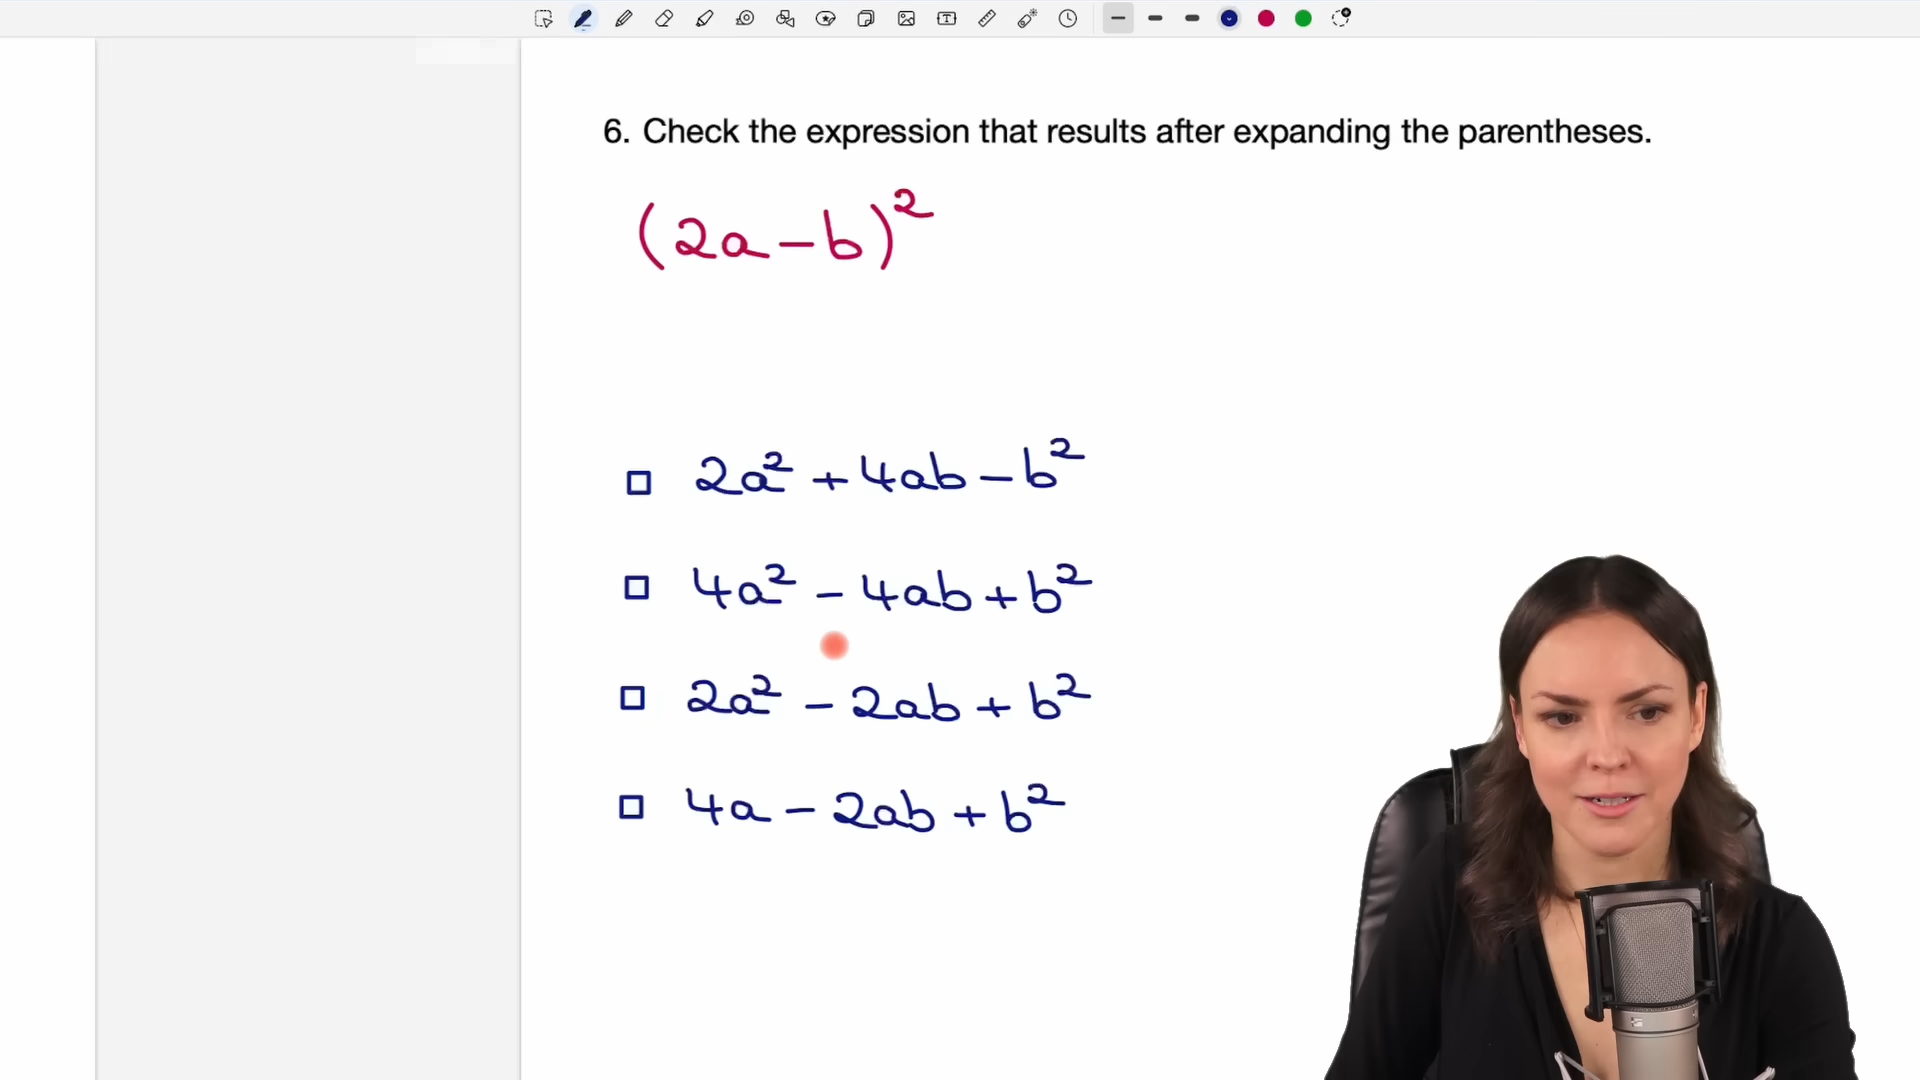 6. Check the expression that results after expanding the parentheses.
(2a-b)²
□ 2a² + 4ab - b²
□ 4a² - 4ab + b²
□ 2a² - 2ab + b²
□ 4a - 2ab + b²